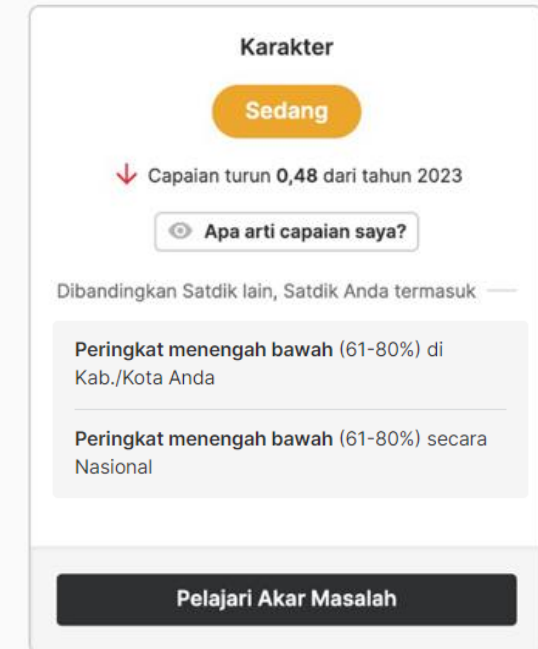 Karakter
Sedang
Capaian turun 0,48 dari tahun 2023
Apa arti capaian saya?
Dibandingkan Satdik lain, Satdik Anda termasuk
Peringkat menengah bawah (61-80%) di
Kab./Kota Anda
Peringkat menengah bawah (61-80%) secara
Nasional
Pelajari Akar Masalah